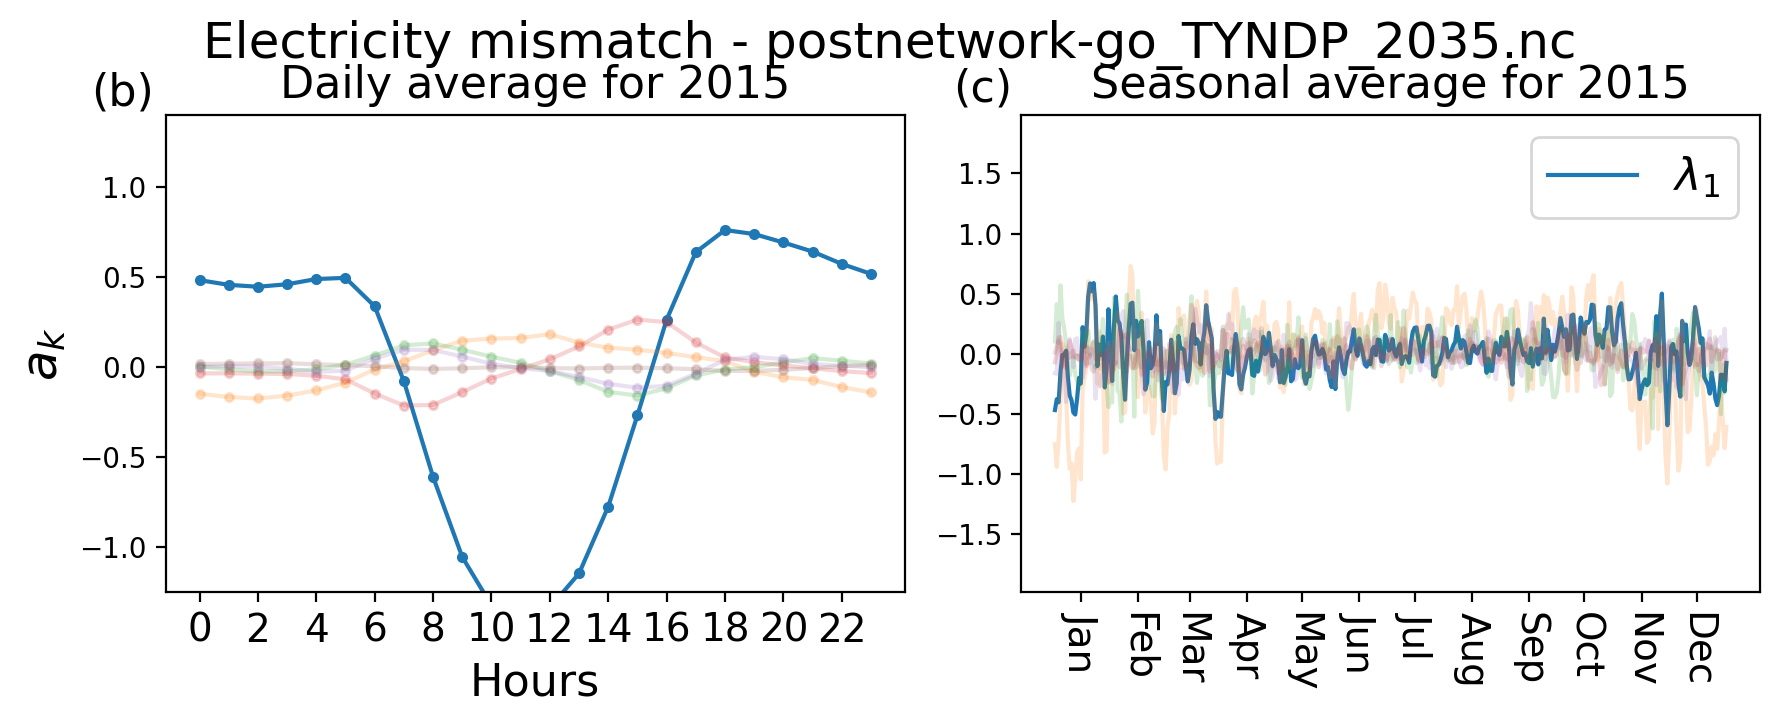 Electricity mismatch - postnetwork-go_TYNDP_2035.nc
(b) Daily average for 2015
1.0
0.5
0.0
−0.5
−1.0
a_k
0 2 4 6 8 10 12 14 16 18 20 22
Hours
(c) Seasonal average for 2015
λ₁
1.5
1.0
0.5
0.0
−0.5
−1.0
−1.5
Jan Feb Mar Apr May Jun Jul Aug Sep Oct Nov Dec